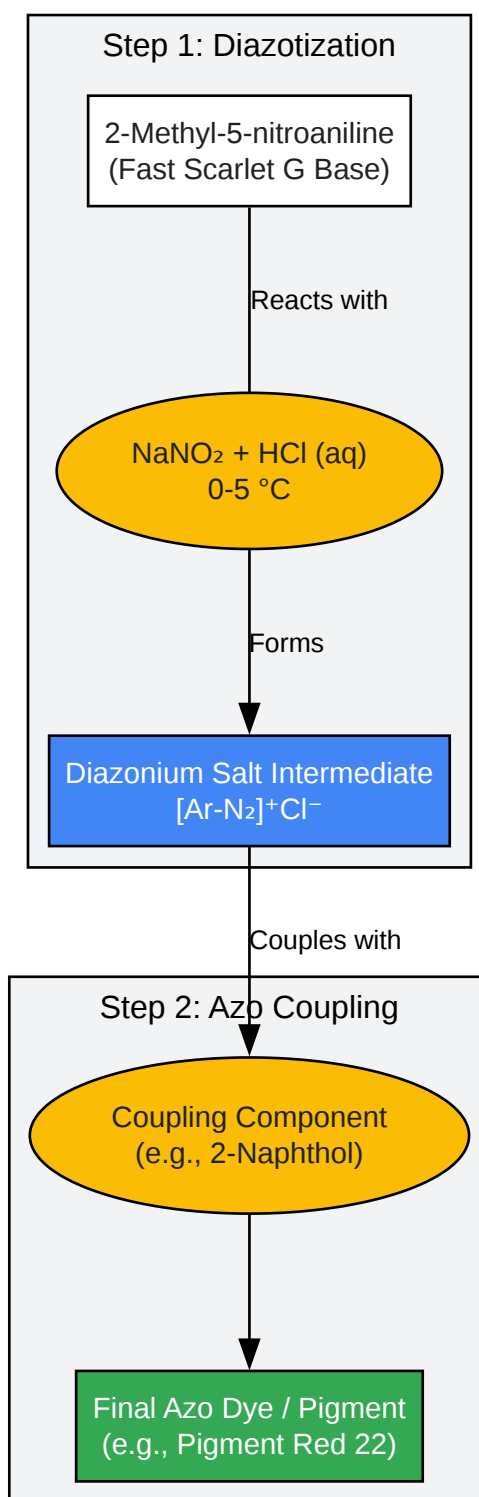 Step 1: Diazotization
2-Methyl-5-nitroaniline
(Fast Scarlet G Base)
Reacts with
NaNO₂ + HCl (aq)
0-5 °C
Forms
Diazonium Salt Intermediate
[Ar-N₂]⁺Cl⁻
Couples with
Step 2: Azo Coupling
Coupling Component
(e.g., 2-Naphthol)
Final Azo Dye / Pigment
(e.g., Pigment Red 22)